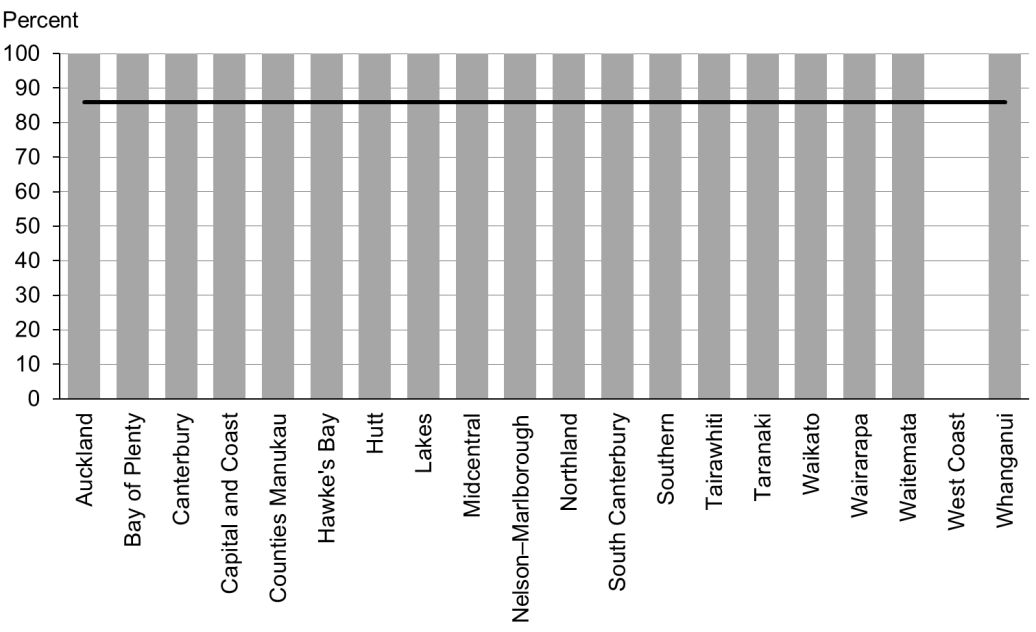 Percent
100
90
80
70
60
50
40
30
20
10
0
Auckland
Bay of Plenty
Canterbury
Capital and Coast
Counties Manukau
Hawke's Bay
Hutt
Lakes
Midcentral
Nelson–Marlborough
Northland
South Canterbury
Southern
Tairawhiti
Taranaki
Waikato
Wairarapa
Waitemata
West Coast
Whanganui